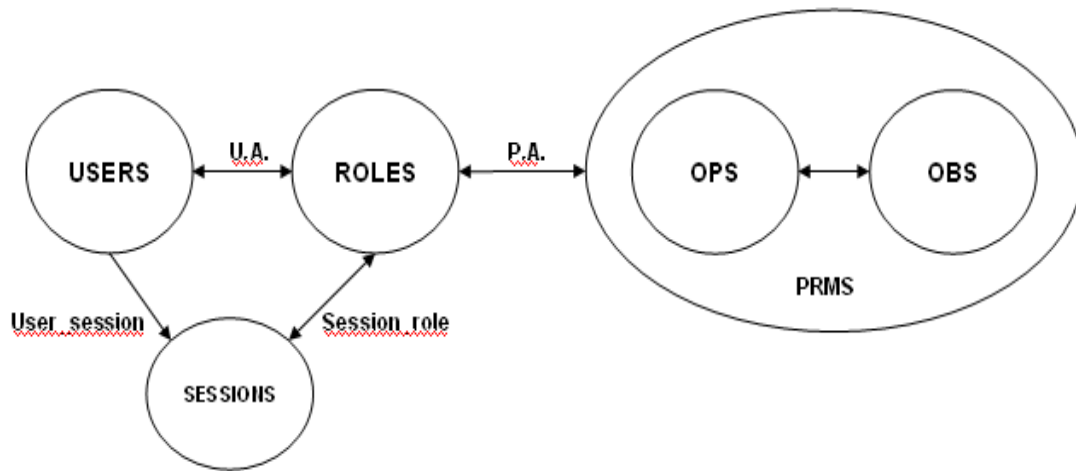 U.A.
P.A.
USERS
ROLES
OPS
OBS
PRMS
User_session
Session_role
SESSIONS